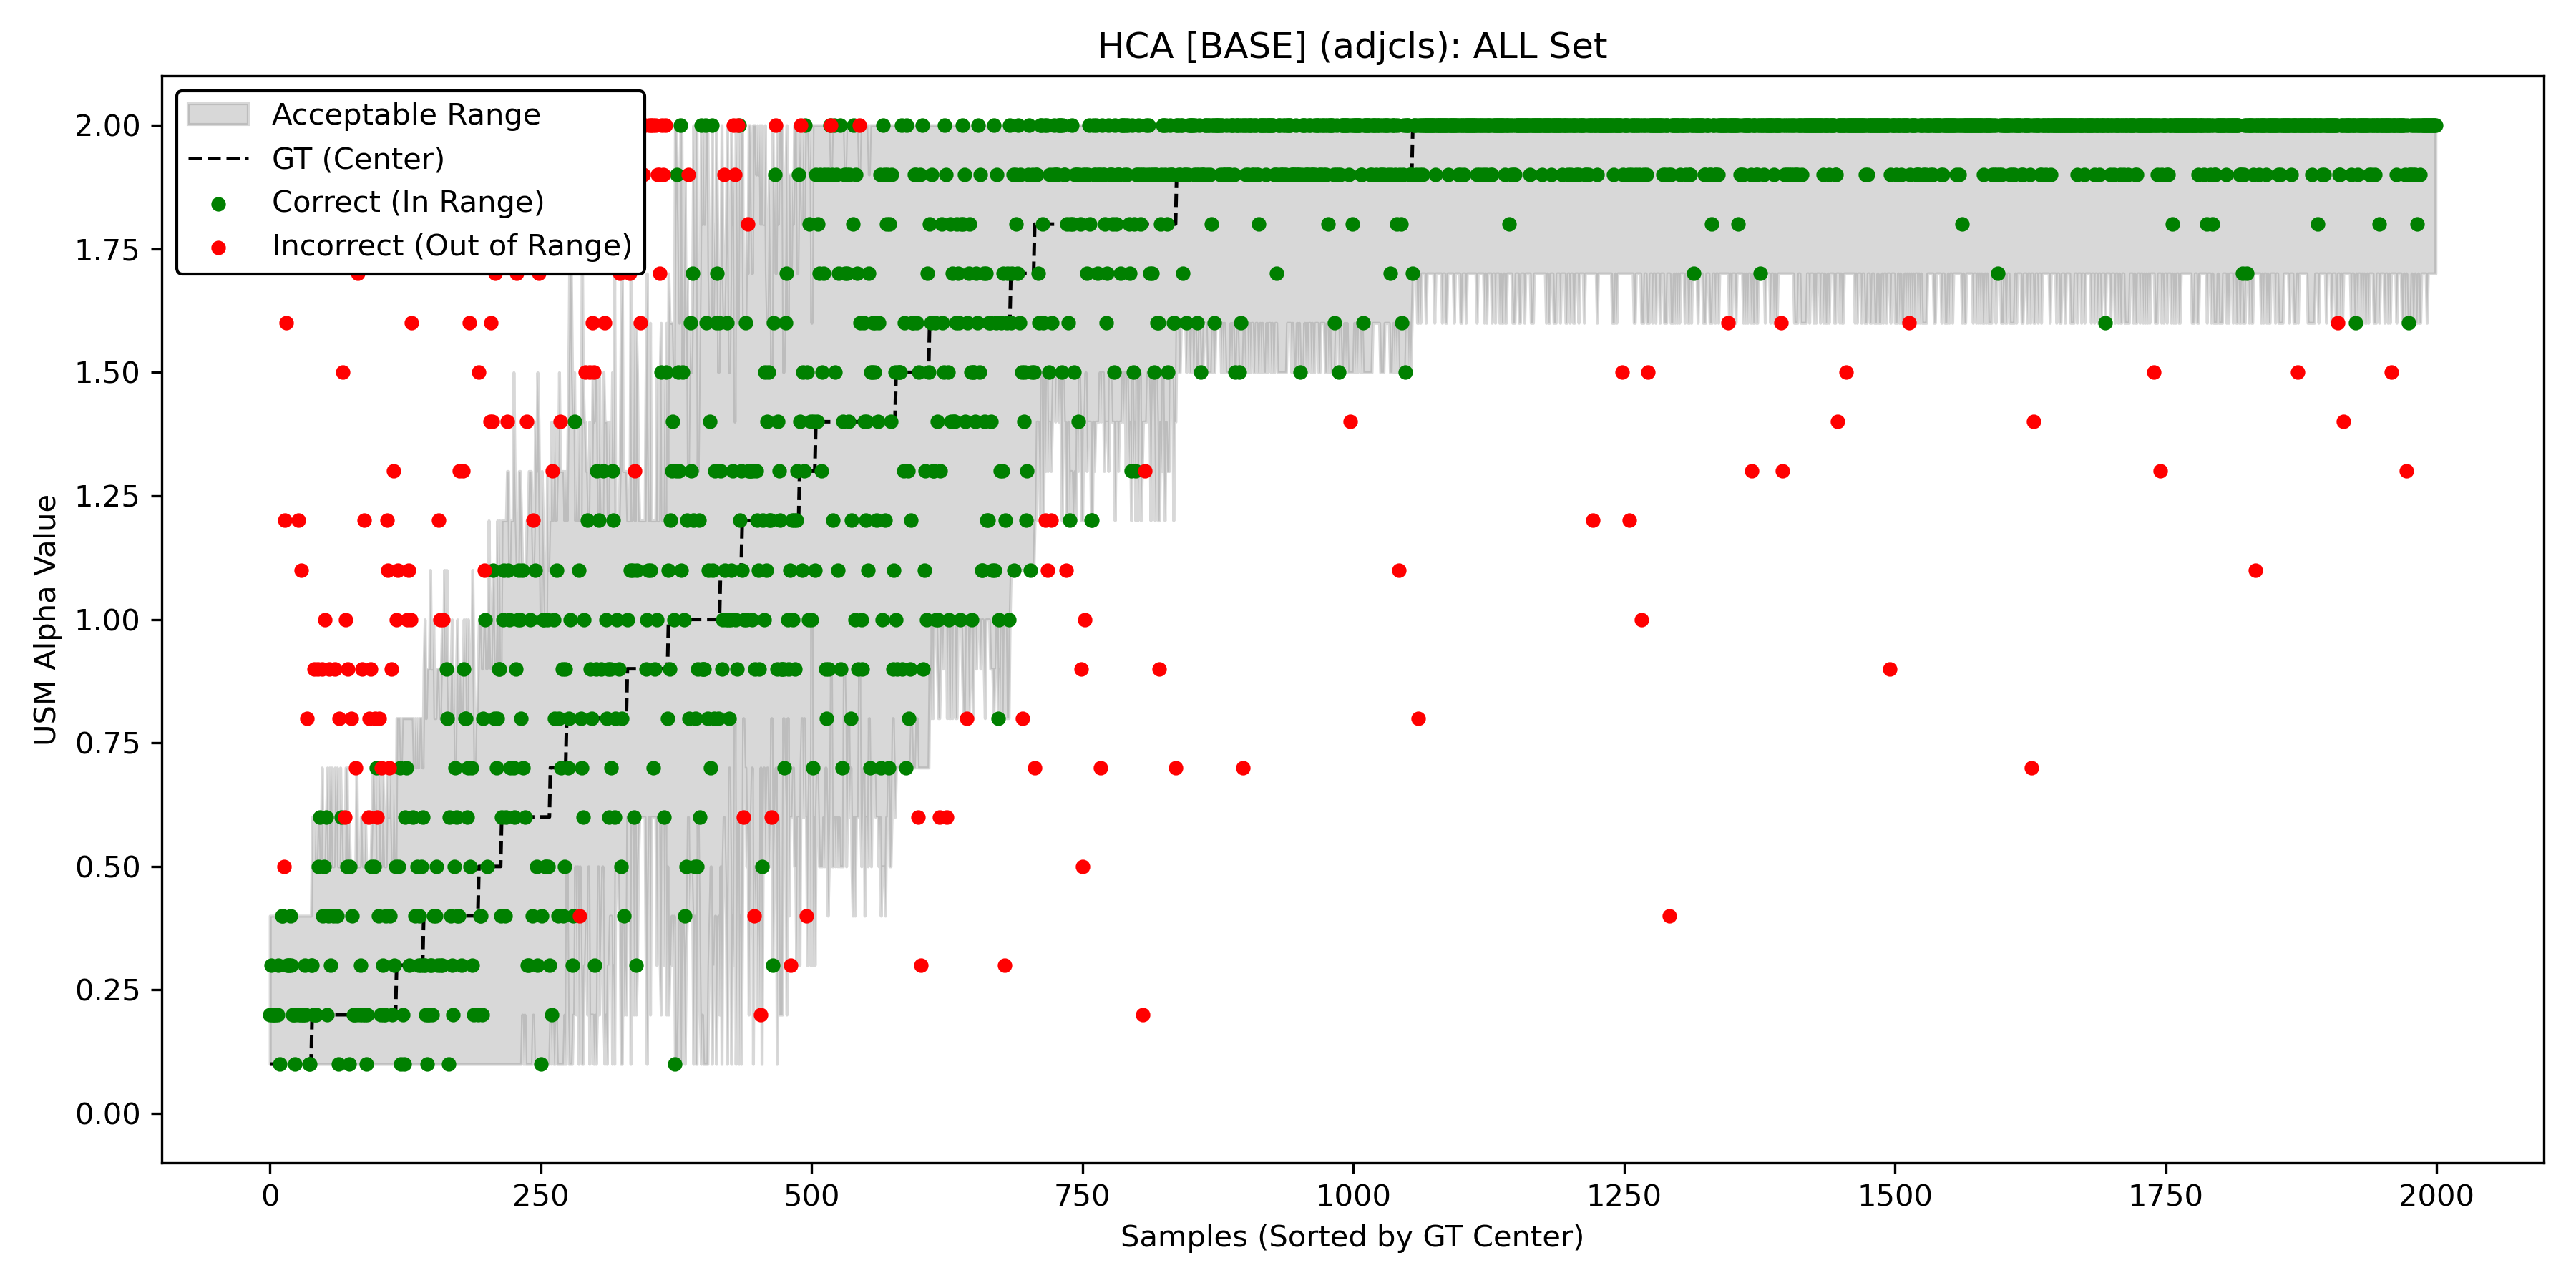 HCA [BASE] (adjcls): ALL Set
Acceptable Range
GT (Center)
Correct (In Range)
Incorrect (Out of Range)
2.00
1.75
1.50
1.25
1.00
0.75
0.50
0.25
0.00
USM Alpha Value
0 250 500 750 1000 1250 1500 1750 2000
Samples (Sorted by GT Center)